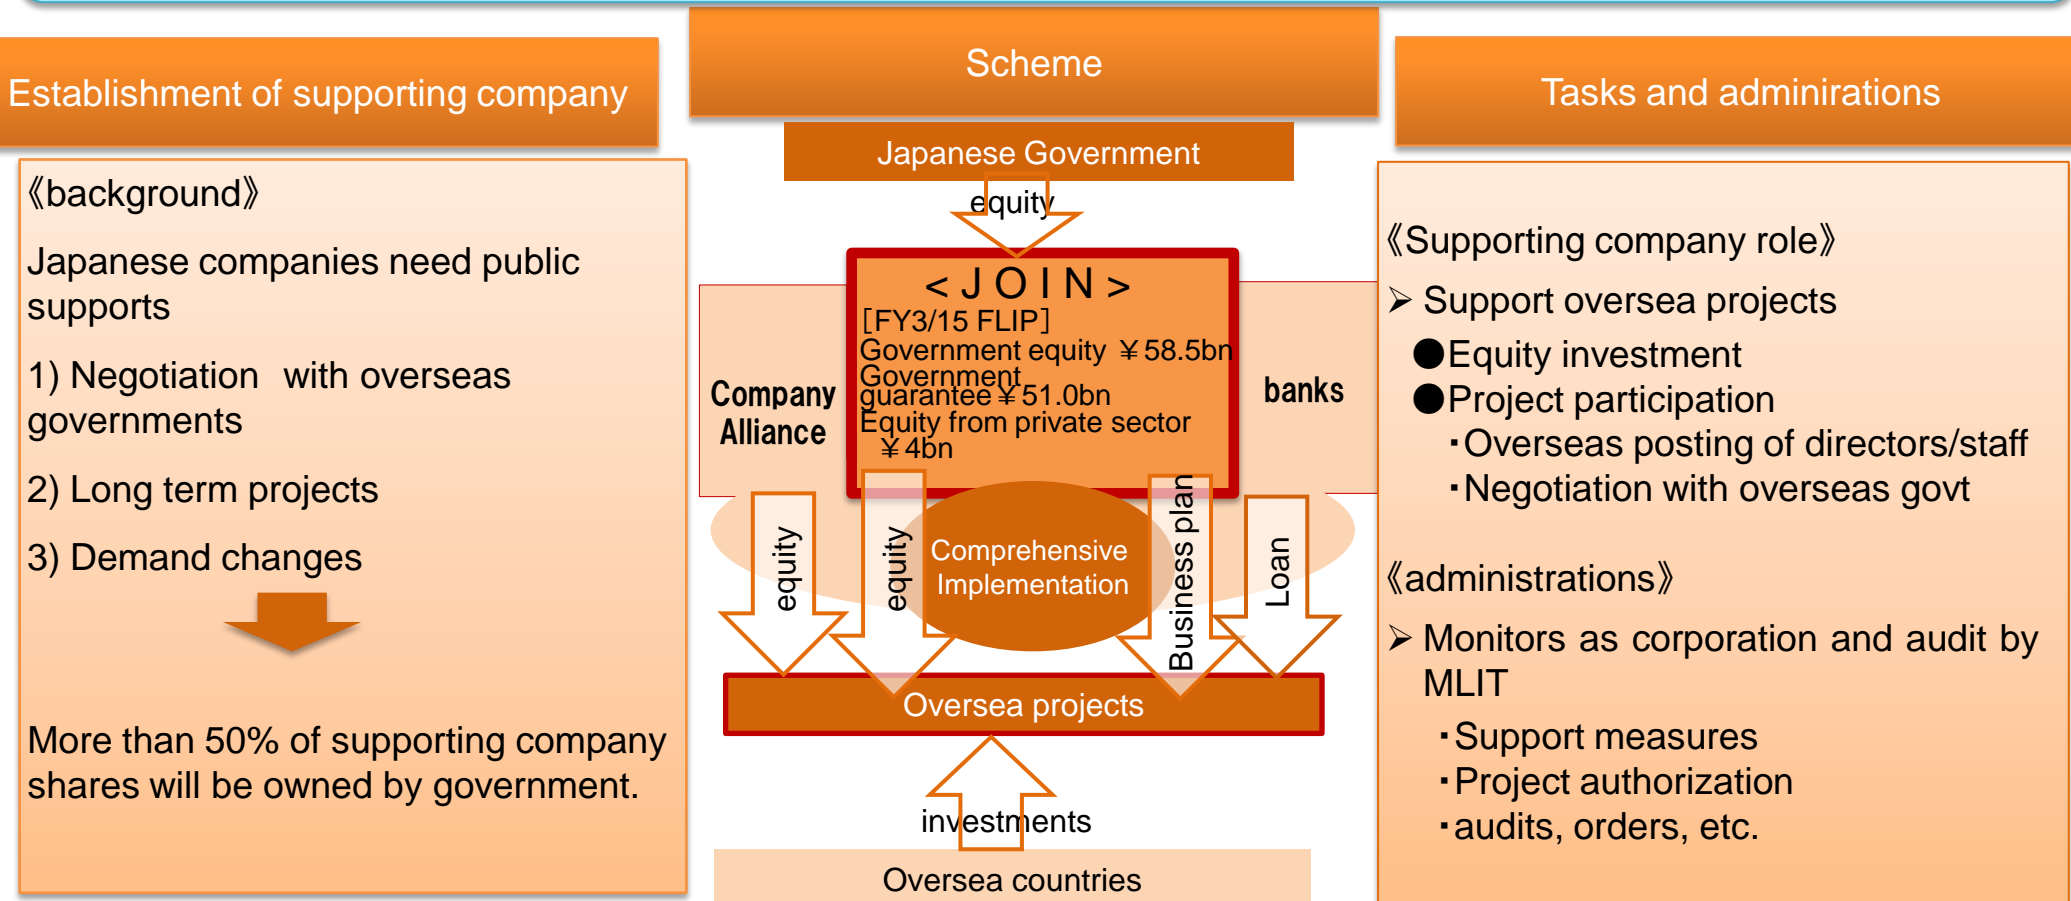 Establishment of supporting company
《background》
Japanese companies need public
supports
1) Negotiation with overseas
governments
2) Long term projects
3) Demand changes
More than 50% of supporting company
shares will be owned by government.
Scheme
Japanese Government
equity
<JOIN>
[FY3/15 FLIP]
Government equity ¥58.5bn
Government
guarantee¥51.0bn
Equity from private sector
¥4bn
Company
Alliance
banks
equity
equity
Comprehensive
Implementation
Business plan
Loan
Oversea projects
investments
Oversea countries
Tasks and adminirations
《Supporting company role》
➢ Support oversea projects
●Equity investment
●Project participation
・Overseas posting of directors/staff
・Negotiation with overseas govt
《administrations》
➢ Monitors as corporation and audit by
MLIT
・Support measures
・Project authorization
・audits, orders, etc.